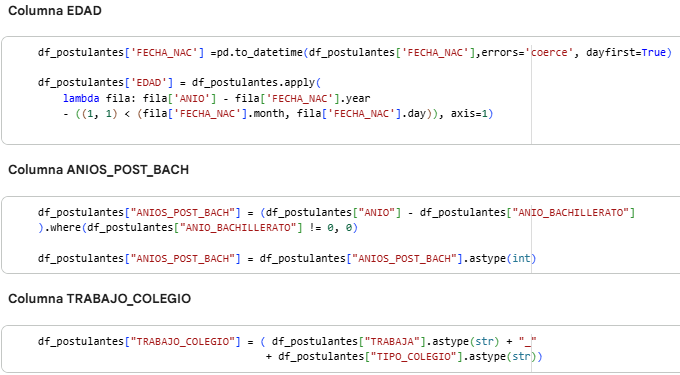 Columna EDAD
df_postulantes['FECHA_NAC'] =pd.to_datetime(df_postulantes['FECHA_NAC'],errors='coerce', dayfirst=True)
df_postulantes['EDAD'] = df_postulantes.apply(
lambda fila: fila['ANIO'] - fila['FECHA_NAC'].year
- ((1, 1) < (fila['FECHA_NAC'].month, fila['FECHA_NAC'].day)), axis=1)
Columna ANIOS_POST_BACH
df_postulantes["ANIOS_POST_BACH"] = (df_postulantes["ANIO"] - df_postulantes["ANIO_BACHILLERATO"]
).where(df_postulantes["ANIO_BACHILLERATO"] != 0, 0)
df_postulantes["ANIOS_POST_BACH"] = df_postulantes["ANIOS_POST_BACH"].astype(int)
Columna TRABAJO_COLEGIO
df_postulantes["TRABAJO_COLEGIO"] = ( df_postulantes["TRABAJA"].astype(str) + "_"
+ df_postulantes["TIPO_COLEGIO"].astype(str))